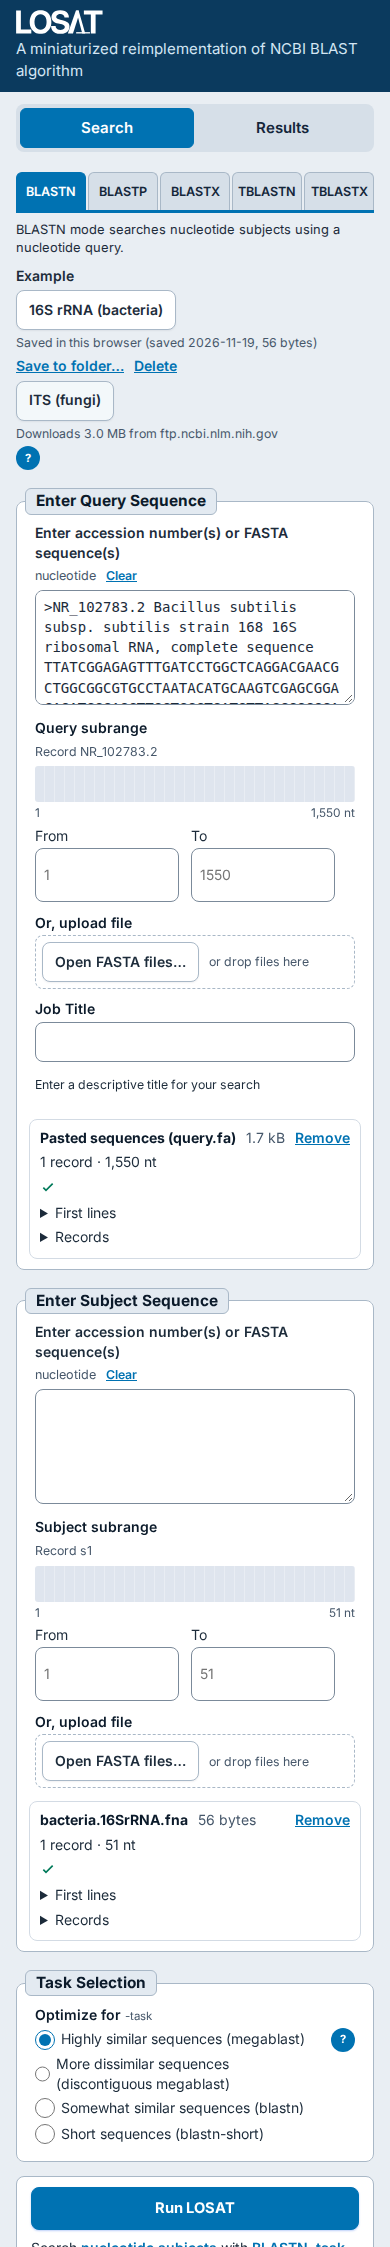 LOSAT
A miniaturized reimplementation of NCBI BLAST
algorithm
Search
Results
BLASTN
BLASTP
BLASTX
TBLASTN
TBLASTX
BLASTN mode searches nucleotide subjects using a
nucleotide query.
Example
16S rRNA (bacteria)
Saved in this browser (saved 2026-11-19, 56 bytes)
Save to folder... Delete
ITS (fungi)
Downloads 3.0 MB from ftp.ncbi.nlm.nih.gov
?
Enter Query Sequence
Enter accession number(s) or FASTA
sequence(s)
nucleotide Clear
>NR_102783.2 Bacillus subtilis
subsp. subtilis strain 168 16S
ribosomal RNA, complete sequence
TTATCGGAGAGTTTGATCCTGGCTCAGGACGAACG
CTGGCGGCGTGCCTAATACATGCAAGTCGAGCGGA
Query subrange
Record NR_102783.2
1
1,550 nt
From
To
1
1550
Or, upload file
Open FASTA files...
or drop files here
Job Title
Enter a descriptive title for your search
Pasted sequences (query.fa) 1.7 kB Remove
1 record · 1,550 nt
✓
▶ First lines
▶ Records
Enter Subject Sequence
Enter accession number(s) or FASTA
sequence(s)
nucleotide Clear
Subject subrange
Record s1
1
51 nt
From
To
1
51
Or, upload file
Open FASTA files...
or drop files here
bacteria.16SrRNA.fna 56 bytes Remove
1 record · 51 nt
✓
▶ First lines
▶ Records
Task Selection
Optimize for -task
Highly similar sequences (megablast)
?
More dissimilar sequences
(discontiguous megablast)
Somewhat similar sequences (blastn)
Short sequences (blastn-short)
Run LOSAT
Search nucleotide subjects with BLASTN, task